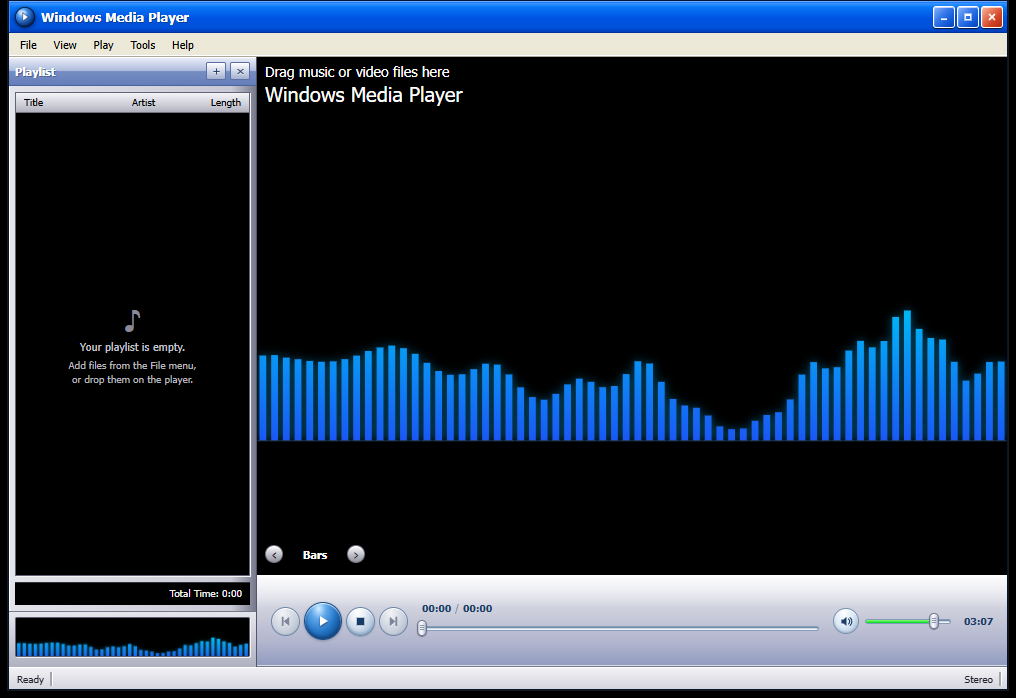 Windows Media Player
File View Play Tools Help
Playlist
Title Artist Length
Your playlist is empty.
Add files from the File menu,
or drop them on the player.
Total Time: 0:00
Drag music or video files here
Windows Media Player
Bars
00:00 / 00:00
03:07
Ready
Stereo